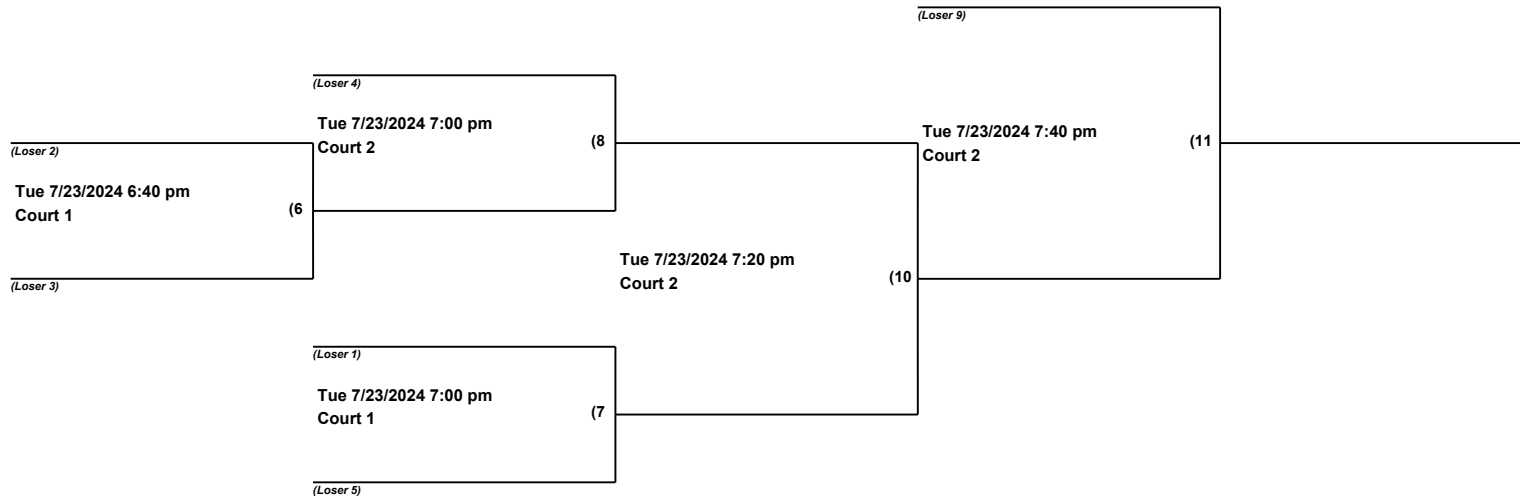 (Loser 9)
(Loser 4)
Tue 7/23/2024 7:00 pm
Court 2
(8
Tue 7/23/2024 7:40 pm
Court 2
(11
(Loser 2)
Tue 7/23/2024 6:40 pm
Court 1
(6
Tue 7/23/2024 7:20 pm
Court 2
(10
(Loser 3)
(Loser 1)
Tue 7/23/2024 7:00 pm
Court 1
(7
(Loser 5)